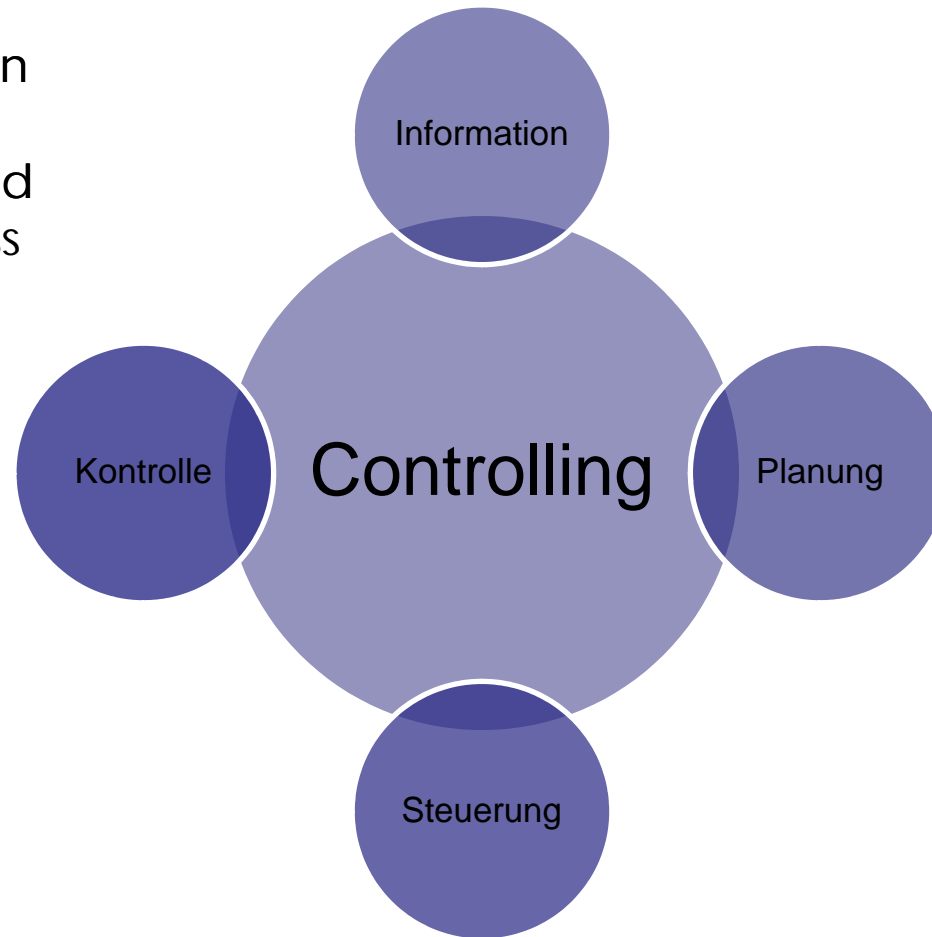 n
Information
d
s
Kontrolle
Controlling
Planung
Steuerung